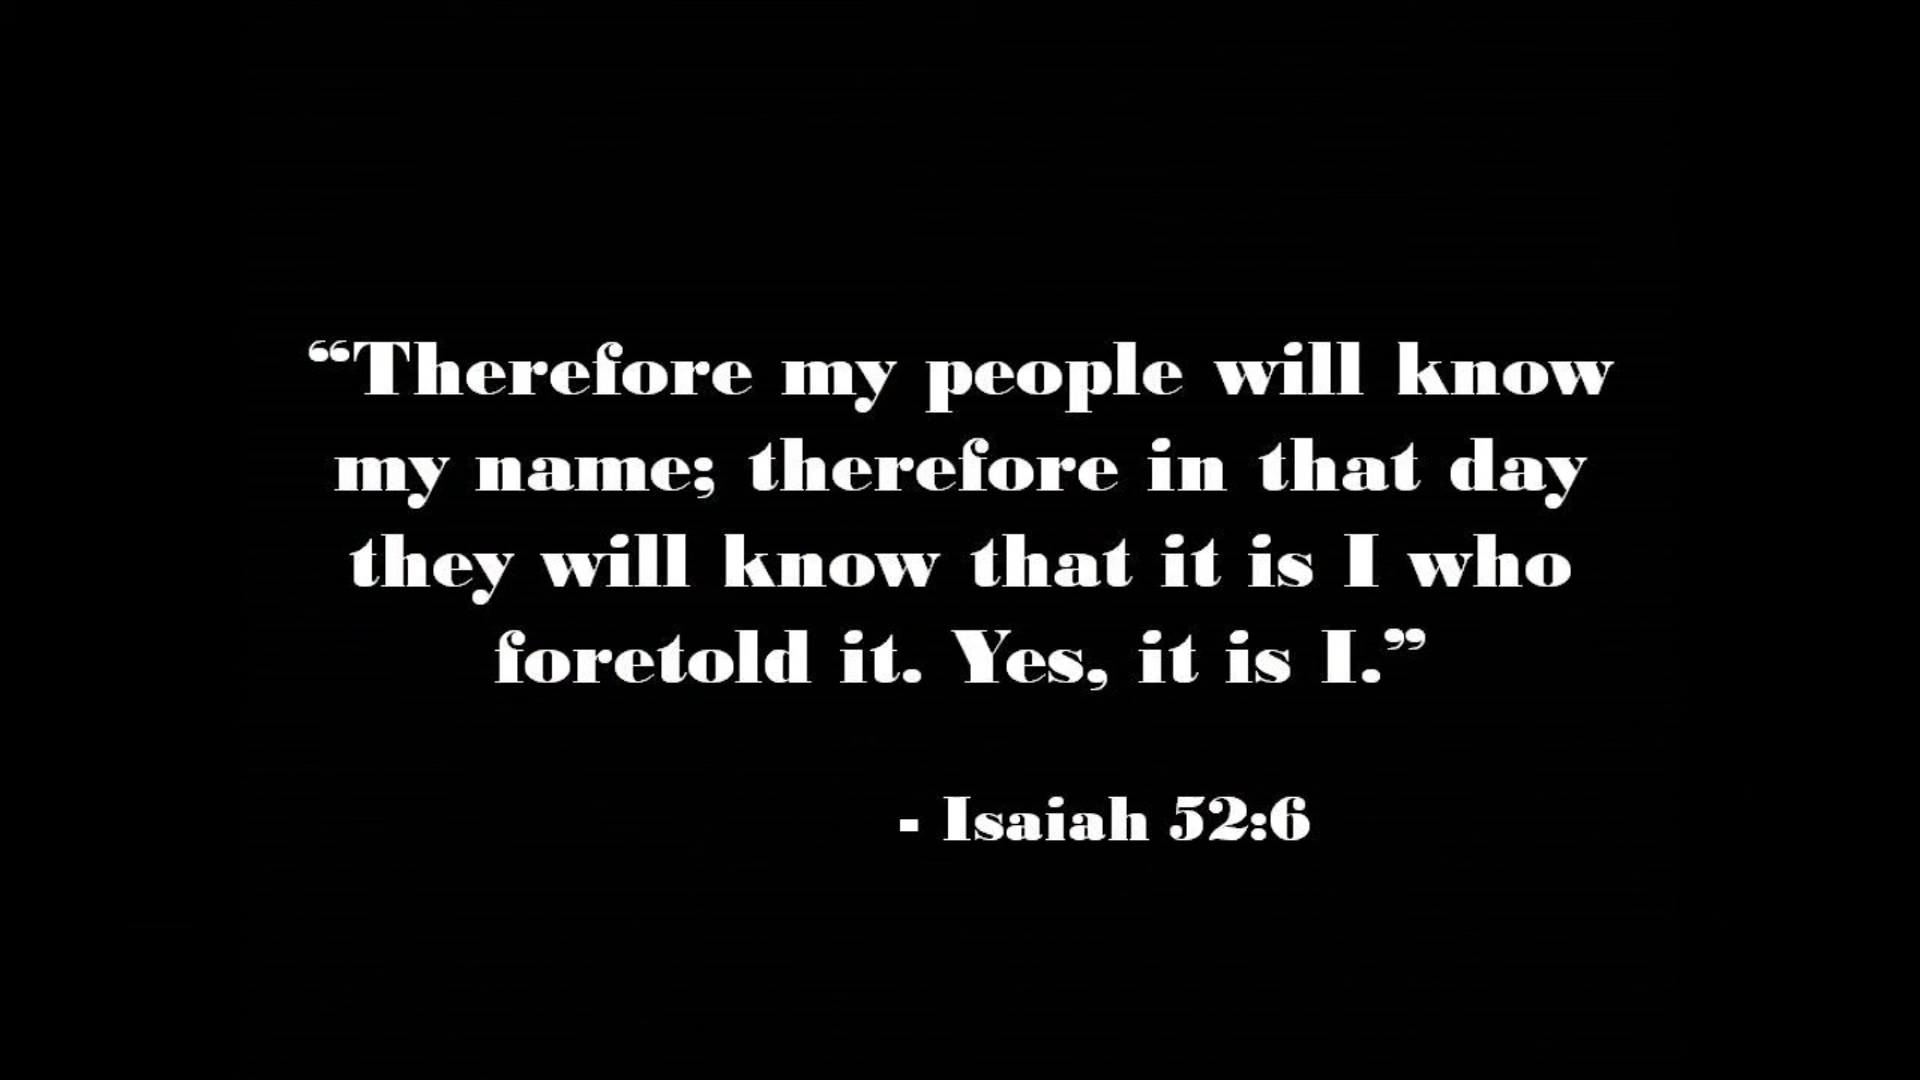 “Therefore my people will know
my name; therefore in that day
they will know that it is I who
foretold it. Yes, it is I.”
- Isaiah 52:6